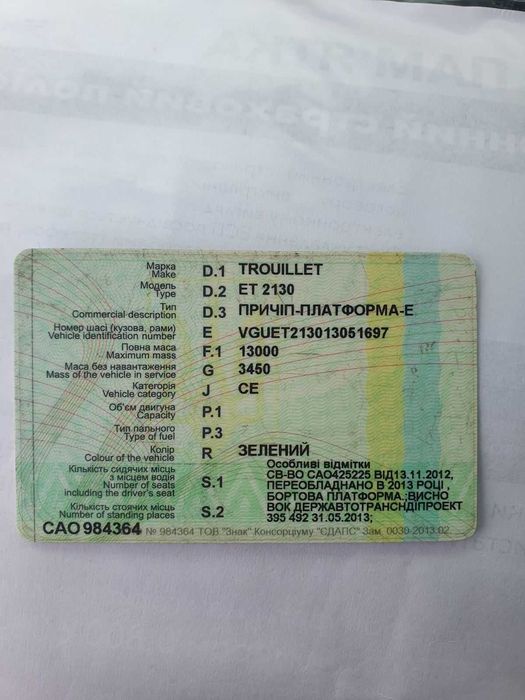 Марка D.1 TROUILLET
Make
Модель D.2 ET 2130
Type
Тип D.3 ПРИЧІП-ПЛАТФОРМА-Е
Commercial description
Номер шасі (кузова, рами) E VGUET213013051697
Vehicle identification number
Повна маса F.1 13000
Maximum mass
Маса без навантаження G 3450
Mass of the vehicle in service
Категорія J CE
Vehicle category
Об'єм двигуна P.1
Capacity
Тип пального P.3
Type of fuel
Колір R ЗЕЛЕНИЙ
Colour of the vehicle
Кількість сидячих місць
з місцем водія
Number of seats S.1
including the driver's seat
Кількість стоячих місць
Number of standing places S.2
Особливі відмітки
СВ-ВО САО425225 ВІД13.11.2012,
ПЕРЕОБЛАДНАНО В 2013 РОЦІ ,
БОРТОВА ПЛАТФОРМА.;ВИСНО
ВОК ДЕРЖАВТОТРАНСНДІПРОЕКТ
395 492 31.05.2013;
САО 984364 № 984364 ТОВ "Знак" Консорціуму "ЄДАПС" Зам. 0030-2013.02